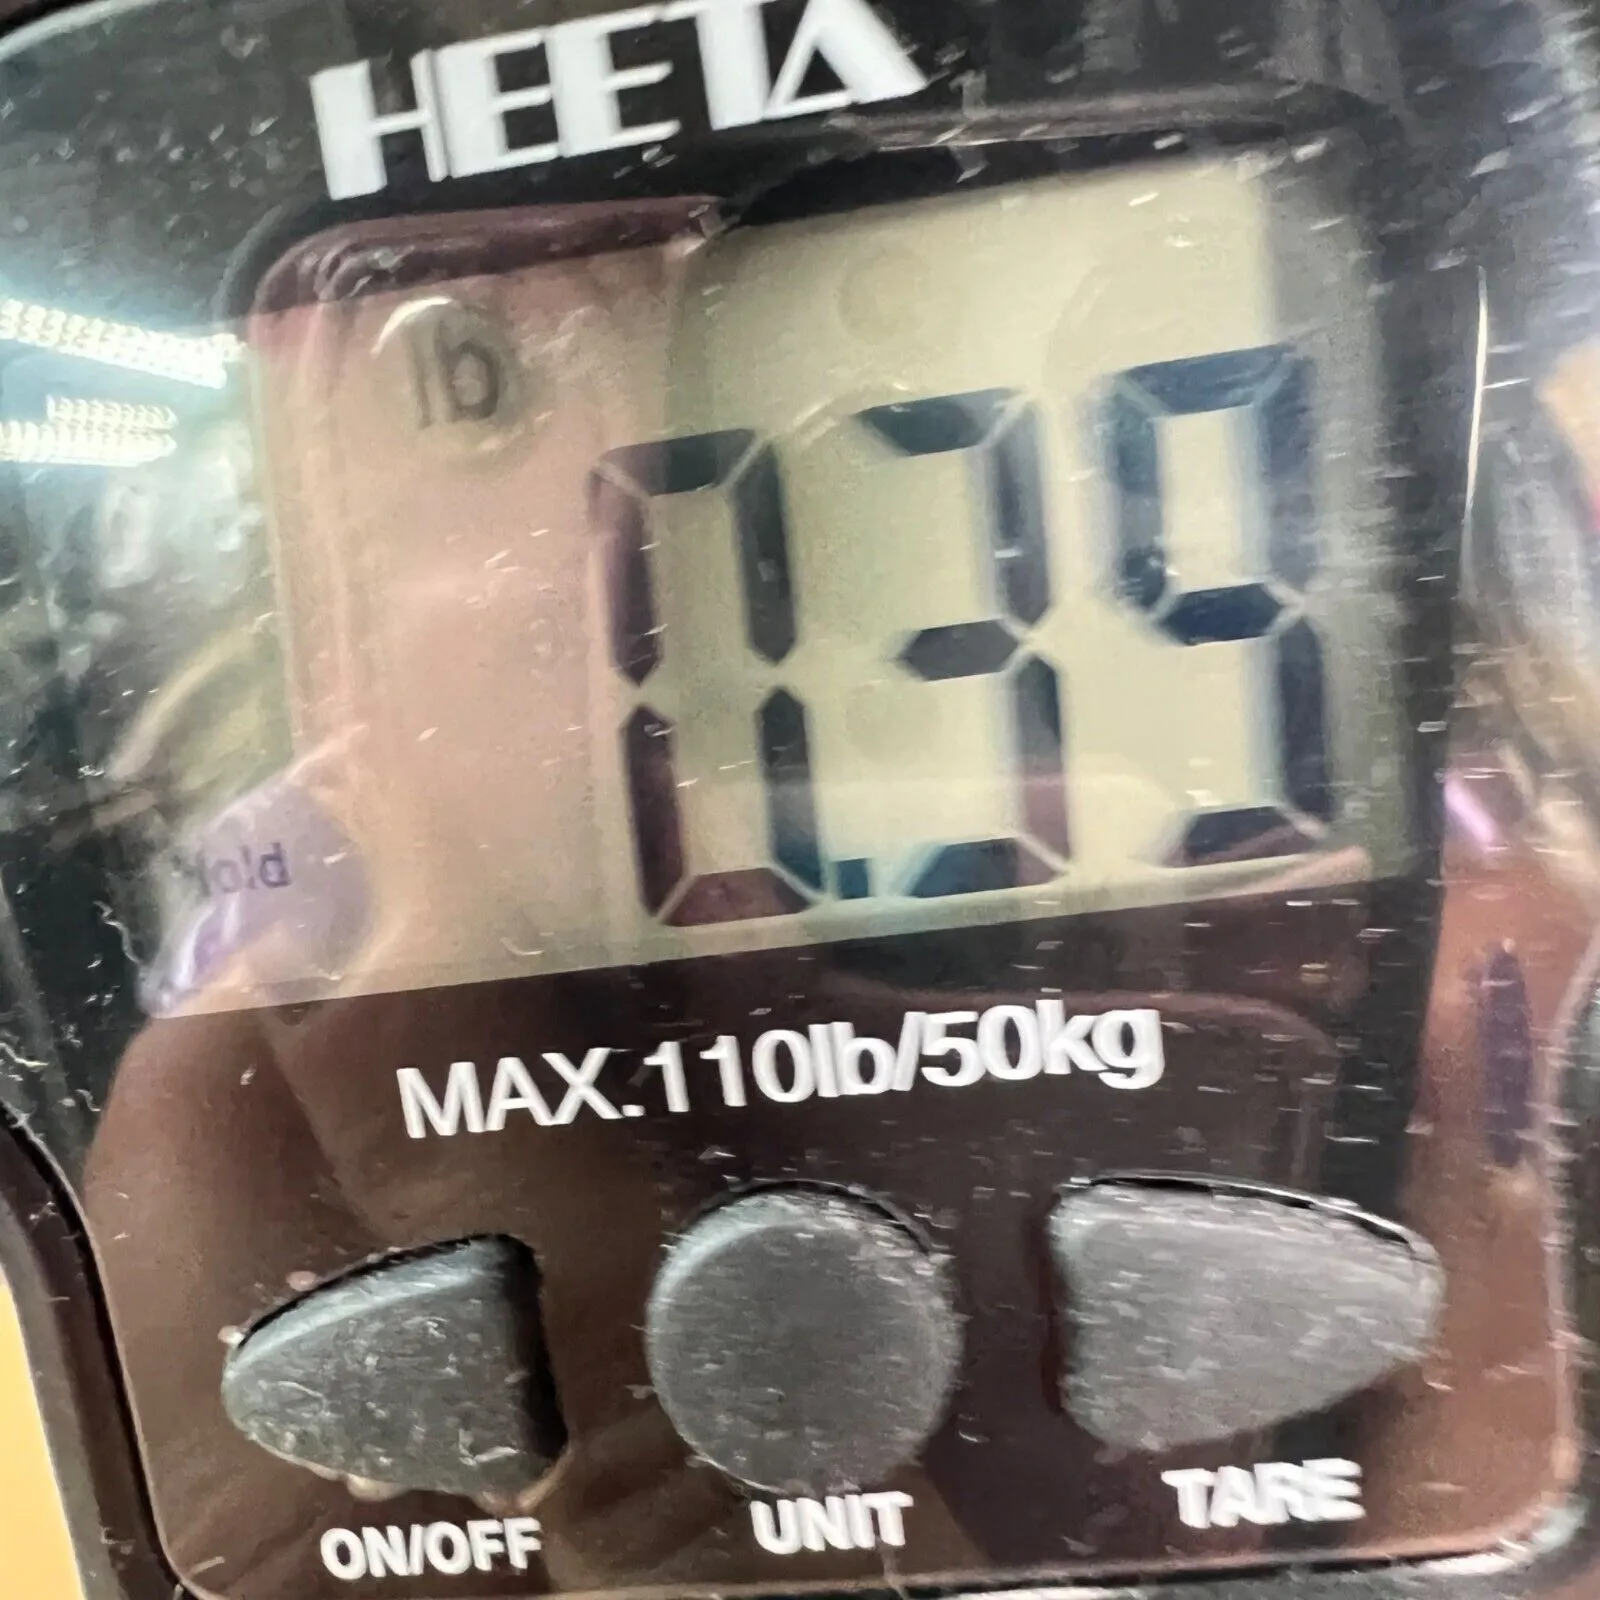 HEETA
lb
0.39
Hold
MAX.110lb/50kg
ON/OFF
UNIT
TARE